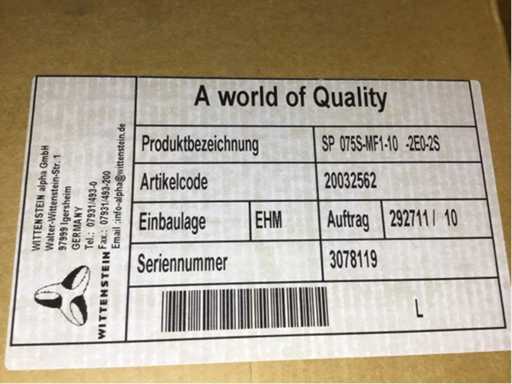 A world of Quality
Produktbezeichnung SP 075S-MF1-10 -2E0-2S
Artikelcode 20032562
Einbaulage EHM Auftrag 292711/ 10
Seriennummer 3078119
L
WITTENSTEIN alpha GmbH
Walter-Wittenstein-Str. 1
97999 Igersheim
GERMANY
Tel.: 07931/493-0
Fax.: 07931/493-200
Email :info-alpha@wittenstein.de
WITTENSTEIN